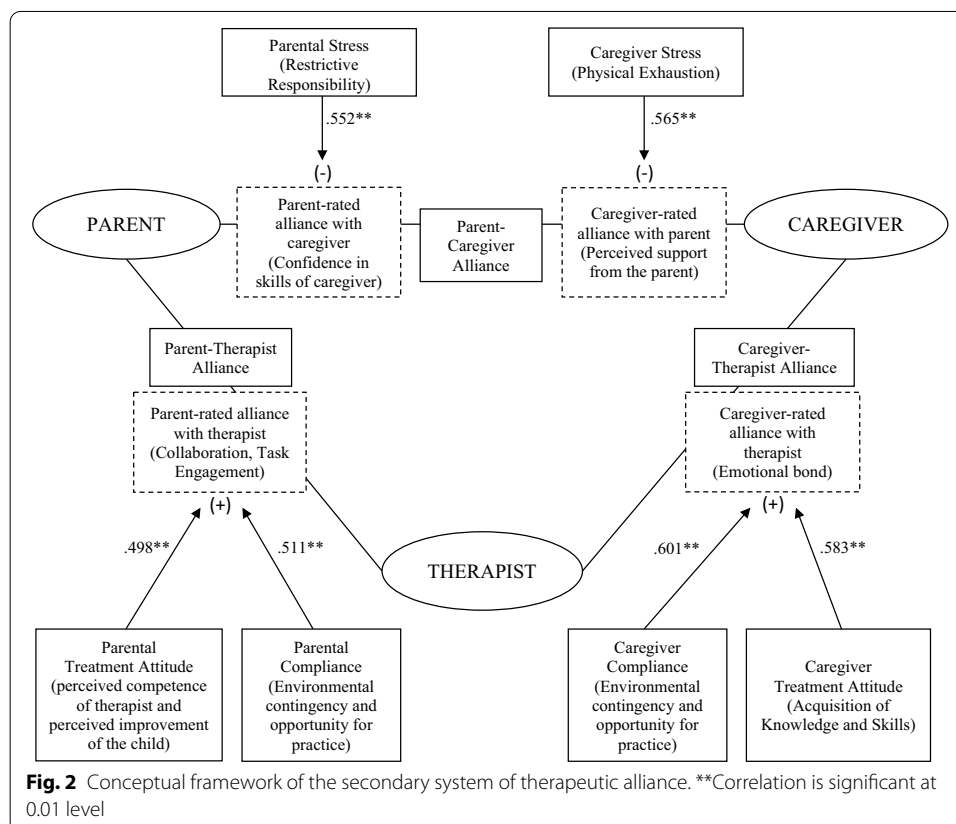 Parental Stress
(Restrictive
Responsibility)
Caregiver Stress
(Physical Exhaustion)
.552**
.565**
(-)
(-)
PARENT
Parent-rated
alliance with
caregiver
(Confidence in
skills of caregiver)
Parent-
Caregiver
Alliance
Caregiver-rated
alliance with parent
(Perceived support
from the parent)
CAREGIVER
Parent-Therapist
Alliance
Caregiver-
Therapist Alliance
Parent-rated alliance
with therapist
(Collaboration, Task
Engagement)
Caregiver-rated
alliance with
therapist
(Emotional bond)
(+)
(+)
.498**
.511**
THERAPIST
.601**
.583**
Parental
Treatment Attitude
(perceived competence
of therapist and
perceived improvement
of the child)
Parental
Compliance
(Environmental
contingency and
opportunity for
practice)
Caregiver
Compliance
(Environmental
contingency and
opportunity for
practice)
Caregiver
Treatment Attitude
(Acquisition of
Knowledge and Skills)
Fig. 2 Conceptual framework of the secondary system of therapeutic alliance. **Correlation is significant at
0.01 level